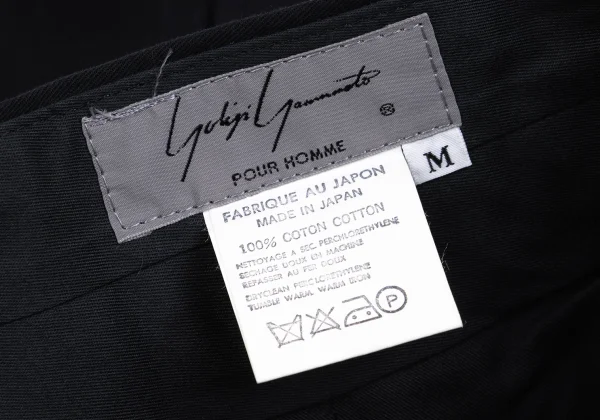 Yohji Yamamoto ®
POUR HOMME
M
FABRIQUE AU JAPON
MADE IN JAPAN
100% COTON COTTON
NETTOYAGE A SEC. PERCHLORETHYLENE
SECHAGE DOUX EN MACHINE
REPASSER AU FER DOUX
DRYCLEAN PERCLOROETHYLENE
TUMBLE WARM. WARM IRON
P